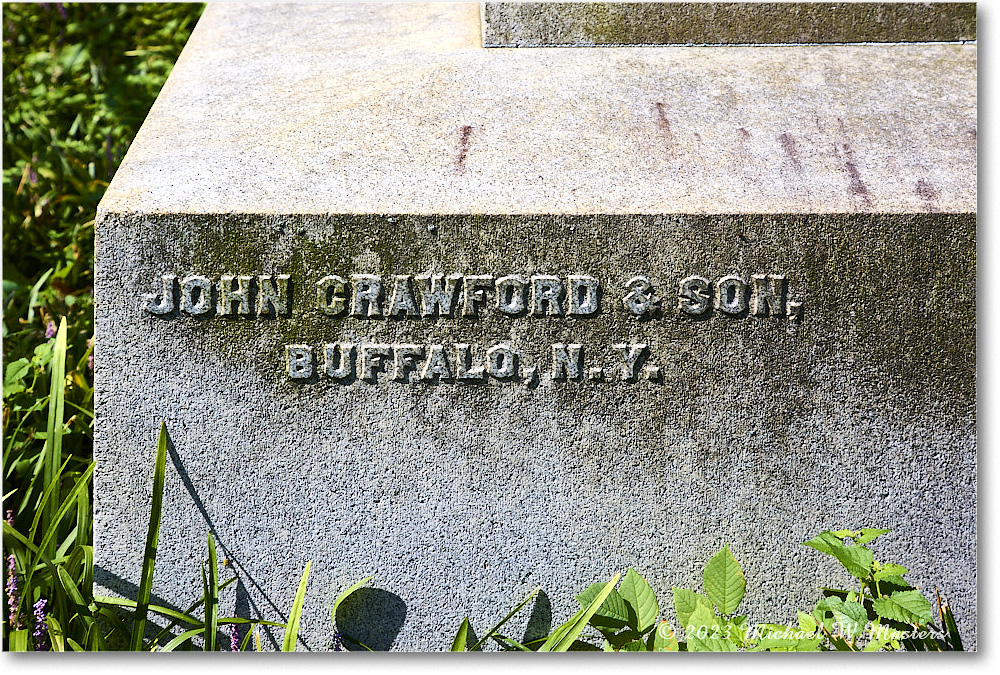 JOHN CRAWFORD & SON,
BUFFALO, N.Y.
© 2023 Michael W. Masters